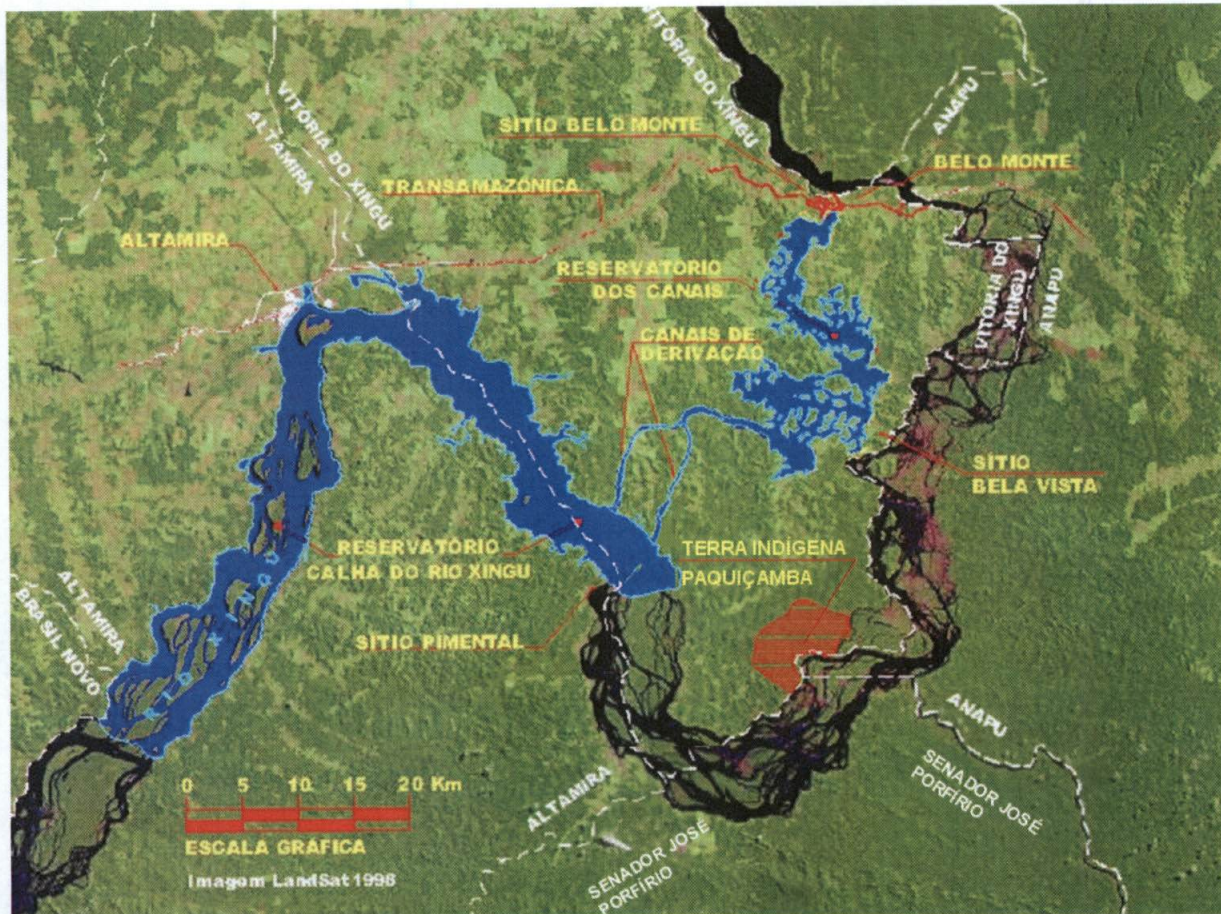 VITÓRIA DO XINGU
ALTAMIRA
VITÓRIA DO XINGU
ANAPU
SÍTIO BELO MONTE
BELO MONTE
TRANSAMAZÔNICA
ALTAMIRA
RESERVATÓRIO
DOS CANAIS
VITÓRIA DO
XINGU
ANAPU
CANAIS DE
DERIVAÇÃO
SÍTIO
BELA VISTA
RESERVATÓRIO
CALHA DO RIO XINGU
TERRA INDÍGENA
PAQUIÇAMBA
ALTAMIRA
BRASIL NOVO
RIO XINGU
SÍTIO PIMENTAL
ANAPU
SENADOR JOSÉ
PORFÍRIO
ALTAMIRA
SENADOR JOSÉ
PORFÍRIO
0 5 10 15 20 Km
ESCALA GRÁFICA
Imagem LandSat 1998